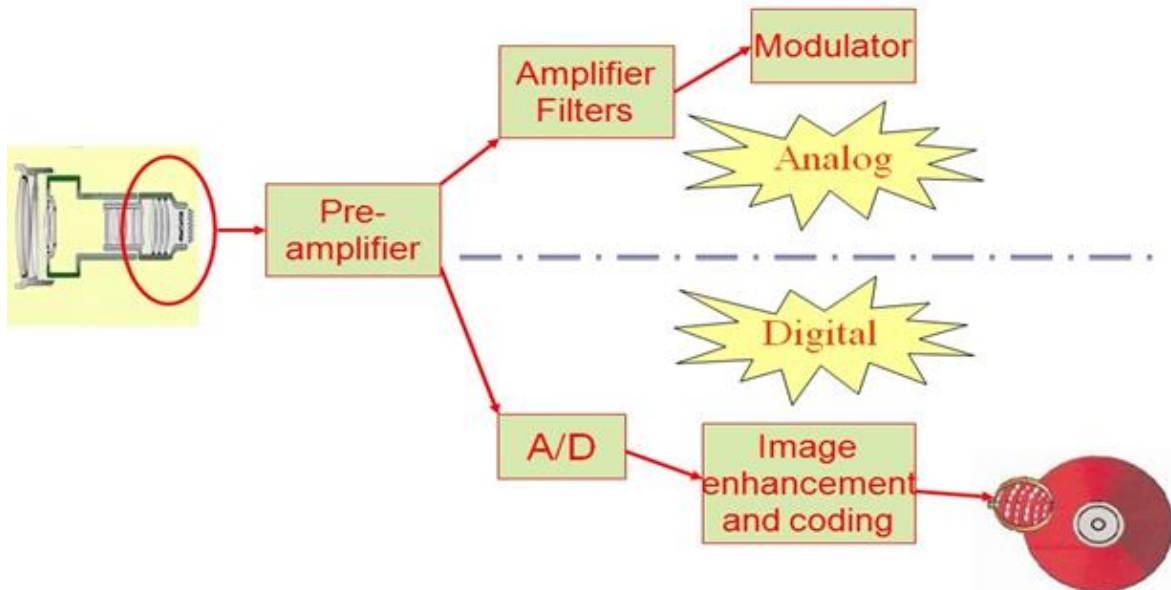 Modulator
Amplifier
Filters
Analog
Pre-
amplifier
Digital
A/D
Image
enhancement
and coding